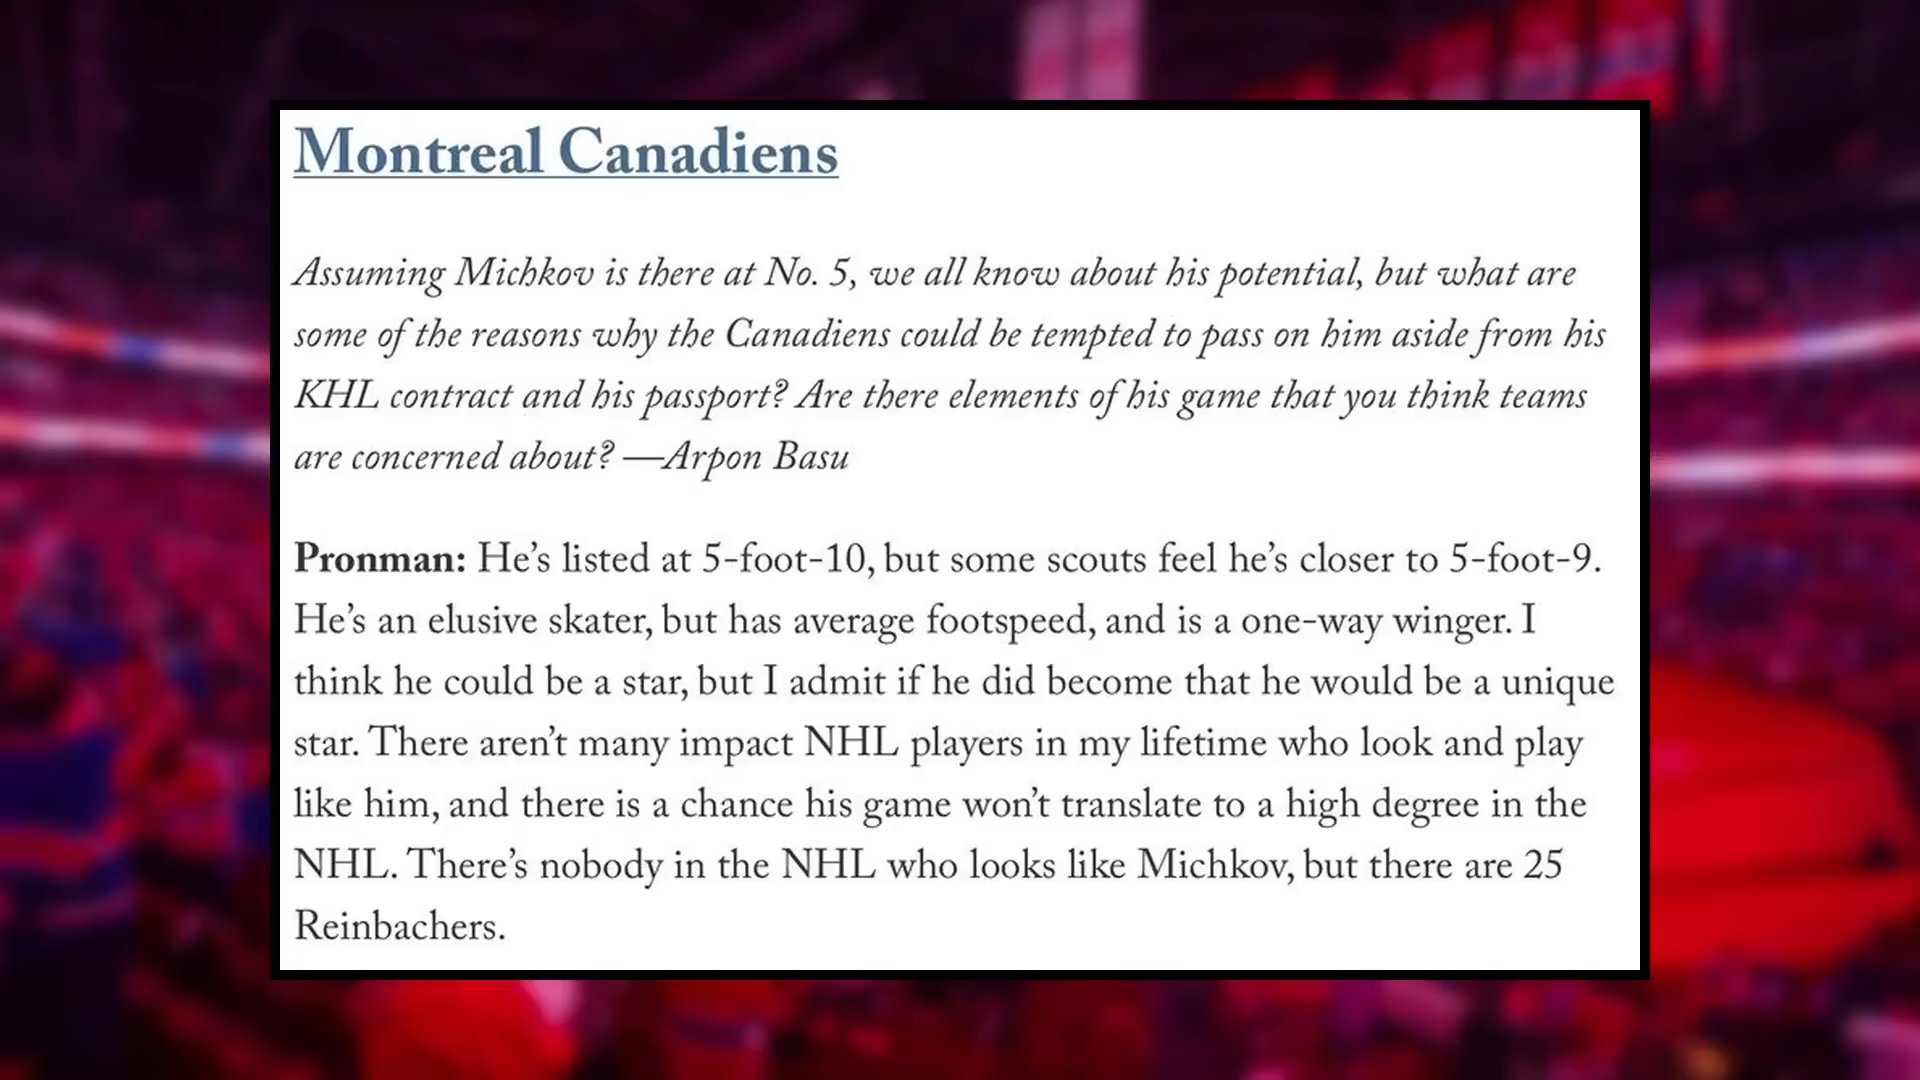 Montreal Canadiens
Assuming Michkov is there at No. 5, we all know about his potential, but what are
some of the reasons why the Canadiens could be tempted to pass on him aside from his
KHL contract and his passport? Are there elements of his game that you think teams
are concerned about? —Arpon Basu
Pronman: He’s listed at 5-foot-10, but some scouts feel he’s closer to 5-foot-9.
He’s an elusive skater, but has average footspeed, and is a one-way winger. I
think he could be a star, but I admit if he did become that he would be a unique
star. There aren’t many impact NHL players in my lifetime who look and play
like him, and there is a chance his game won’t translate to a high degree in the
NHL. There’s nobody in the NHL who looks like Michkov, but there are 25
Reinbachers.